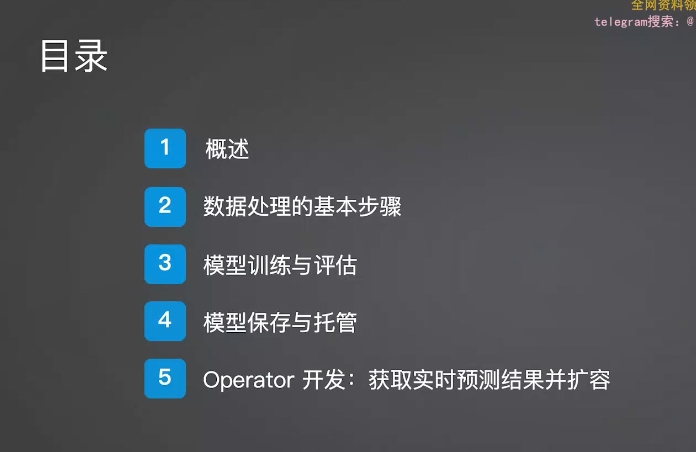 全网资料领
telegram搜索：@
目录
1 概述
2 数据处理的基本步骤
3 模型训练与评估
4 模型保存与托管
5 Operator 开发：获取实时预测结果并扩容